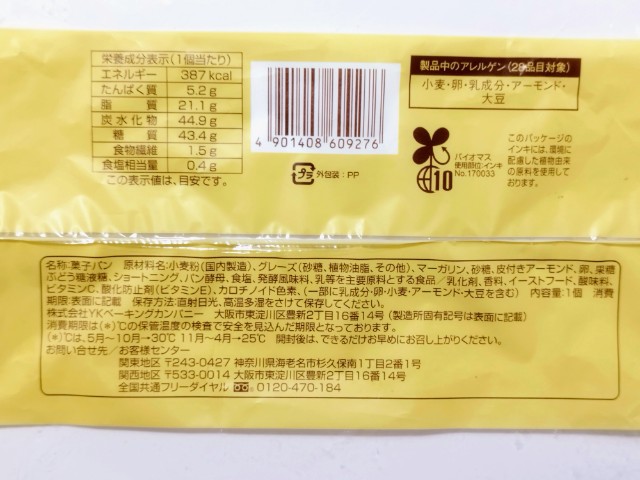 栄養成分表示(1個当たり)
エネルギー 387kcal
たんぱく質 5.2g
脂質 21.1g
炭水化物 44.9g
糖質 43.4g
食物繊維 1.5g
食塩相当量 0.4g
この表示値は、目安です。
4 901408 609276
プラ 外包装:PP
製品中のアレルゲン(28品目対象)
小麦・卵・乳成分・アーモンド・
大豆
バイオマス
使用部位:インキ
No.170033
10
このパッケージの
インキには、環境に
配慮した植物由来
の原料を使用して
おります。
名称:菓子パン 原材料名:小麦粉(国内製造)、グレーズ(砂糖、植物油脂、その他)、マーガリン、砂糖、皮付きアーモンド、卵、果糖
ぶどう糖液糖、ショートニング、パン酵母、食塩、発酵風味料、乳等を主要原料とする食品/乳化剤、香料、イーストフード、酸味料、
ビタミンC、酸化防止剤(ビタミンE)、カロチノイド色素、(一部に乳成分・卵・小麦・アーモンド・大豆を含む) 内容量:1個 消費
期限:表面に記載 保存方法:直射日光、高温多湿をさけて保存してください。
株式会社YKベーキングカンパニー 大阪市東淀川区豊新2丁目16番14号(製造所固有記号は表面に記載)
消費期限は(*)℃の保管温度の検査で安全を見込んだ期限となっております。
(*)℃は、5月～10月→30℃ 11月～4月→25℃ 開封後は、できるだけお早めにお召し上がりください。
お問い合せ先/お客様センター
関東地区 〒243-0427 神奈川県海老名市杉久保南1丁目2番1号
関西地区 〒533-0014 大阪市東淀川区豊新2丁目16番14号
全国共通フリーダイヤル 0120-470-184